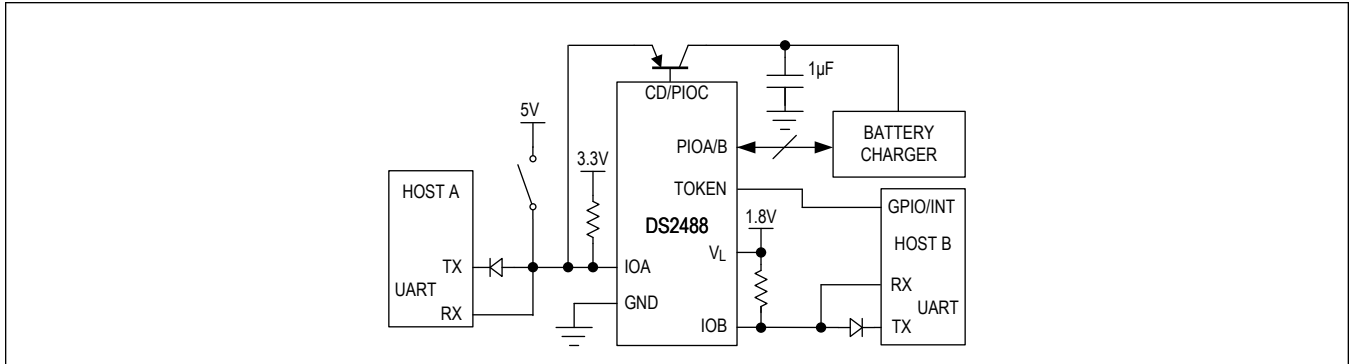 1µF
CD/PIOC
5V
BATTERY
CHARGER
PIOA/B
3.3V
HOST A
TOKEN
GPIO/INT
1.8V
DS2488
HOST B
VL
TX
IOA
RX
UART
GND
UART
RX
IOB
TX